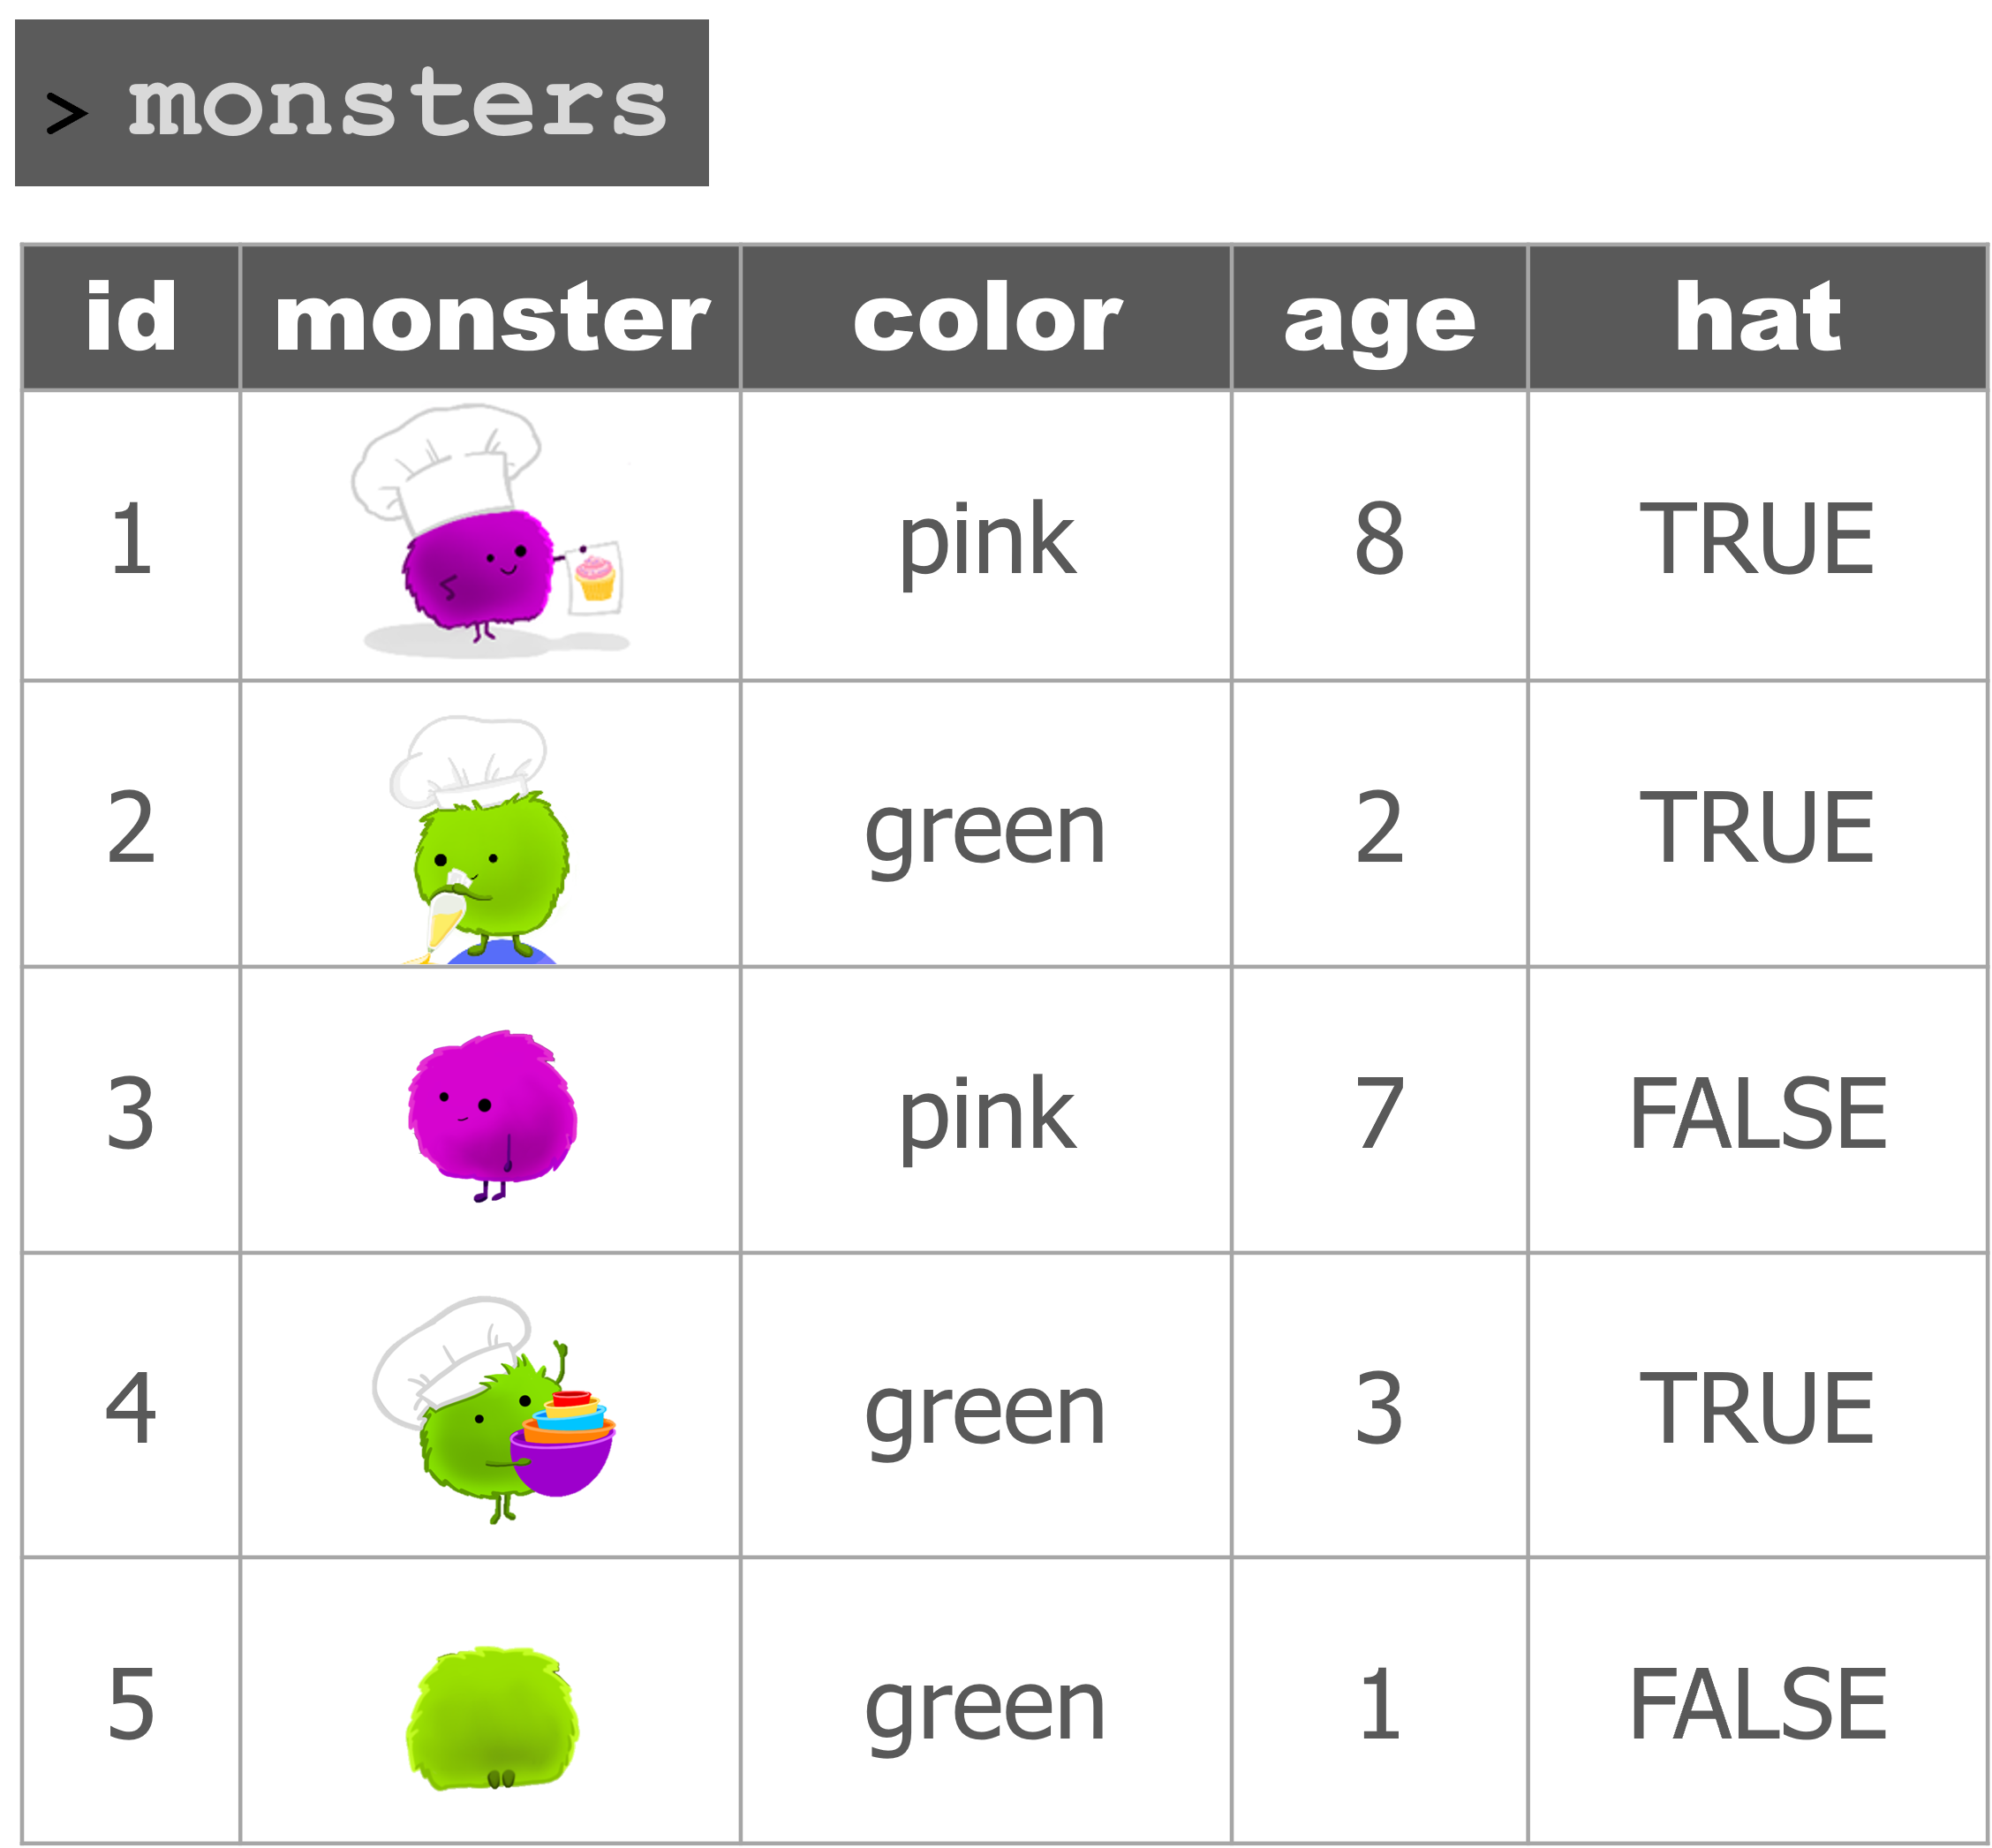 > monsters
id monster color age hat
1 pink 8 TRUE
2 green 2 TRUE
3 pink 7 FALSE
4 green 3 TRUE
5 green 1 FALSE